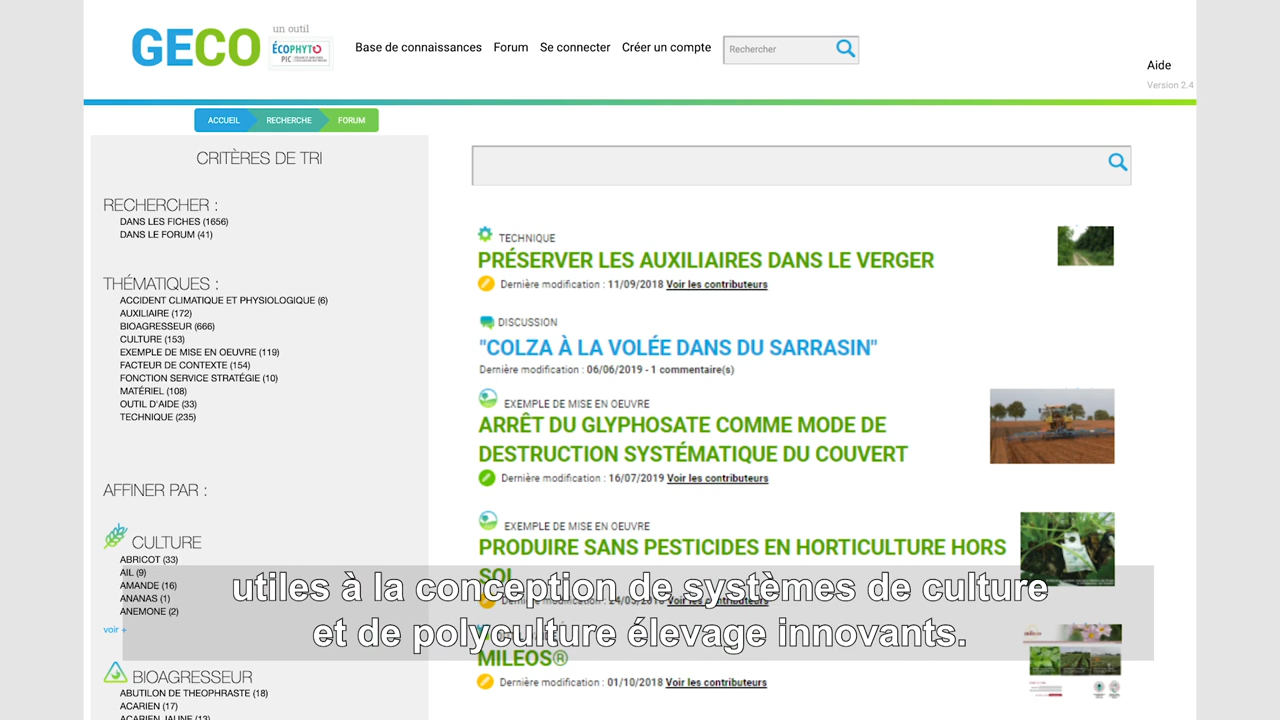 GECO
un outil
ÉCOPHYTO
PIC
Base de connaissances Forum Se connecter Créer un compte
Rechercher
Aide
Version 2.4
ACCUEIL RECHERCHE FORUM
CRITÈRES DE TRI
RECHERCHER :
DANS LES FICHES (1656)
DANS LE FORUM (41)
THÉMATIQUES :
ACCIDENT CLIMATIQUE ET PHYSIOLOGIQUE (6)
AUXILIAIRE (172)
BIOAGRESSEUR (666)
CULTURE (153)
EXEMPLE DE MISE EN OEUVRE (119)
FACTEUR DE CONTEXTE (154)
FONCTION SERVICE STRATÉGIE (10)
MATÉRIEL (108)
OUTIL D'AIDE (33)
TECHNIQUE (235)
AFFINER PAR :
CULTURE
ABRICOT (33)
AIL (9)
AMANDE (16)
ANANAS (1)
ANEMONE (2)
voir +
BIOAGRESSEUR
ABUTILON DE THEOPHRASTE (18)
ACARIEN (17)
ACARIEN JAUNE (13)
TECHNIQUE
PRÉSERVER LES AUXILIAIRES DANS LE VERGER
Dernière modification : 11/09/2018 Voir les contributeurs
DISCUSSION
"COLZA À LA VOLÉE DANS DU SARRASIN"
Dernière modification : 06/06/2019 - 1 commentaire(s)
EXEMPLE DE MISE EN OEUVRE
ARRÊT DU GLYPHOSATE COMME MODE DE
DESTRUCTION SYSTÉMATIQUE DU COUVERT
Dernière modification : 16/07/2019 Voir les contributeurs
EXEMPLE DE MISE EN OEUVRE
PRODUIRE SANS PESTICIDES EN HORTICULTURE HORS
SOL
Dernière modification : 24/05/2018 Voir les contributeurs
MILEOS®
Dernière modification : 01/10/2018 Voir les contributeurs
utiles à la conception de systèmes de culture
et de polyculture élevage innovants.